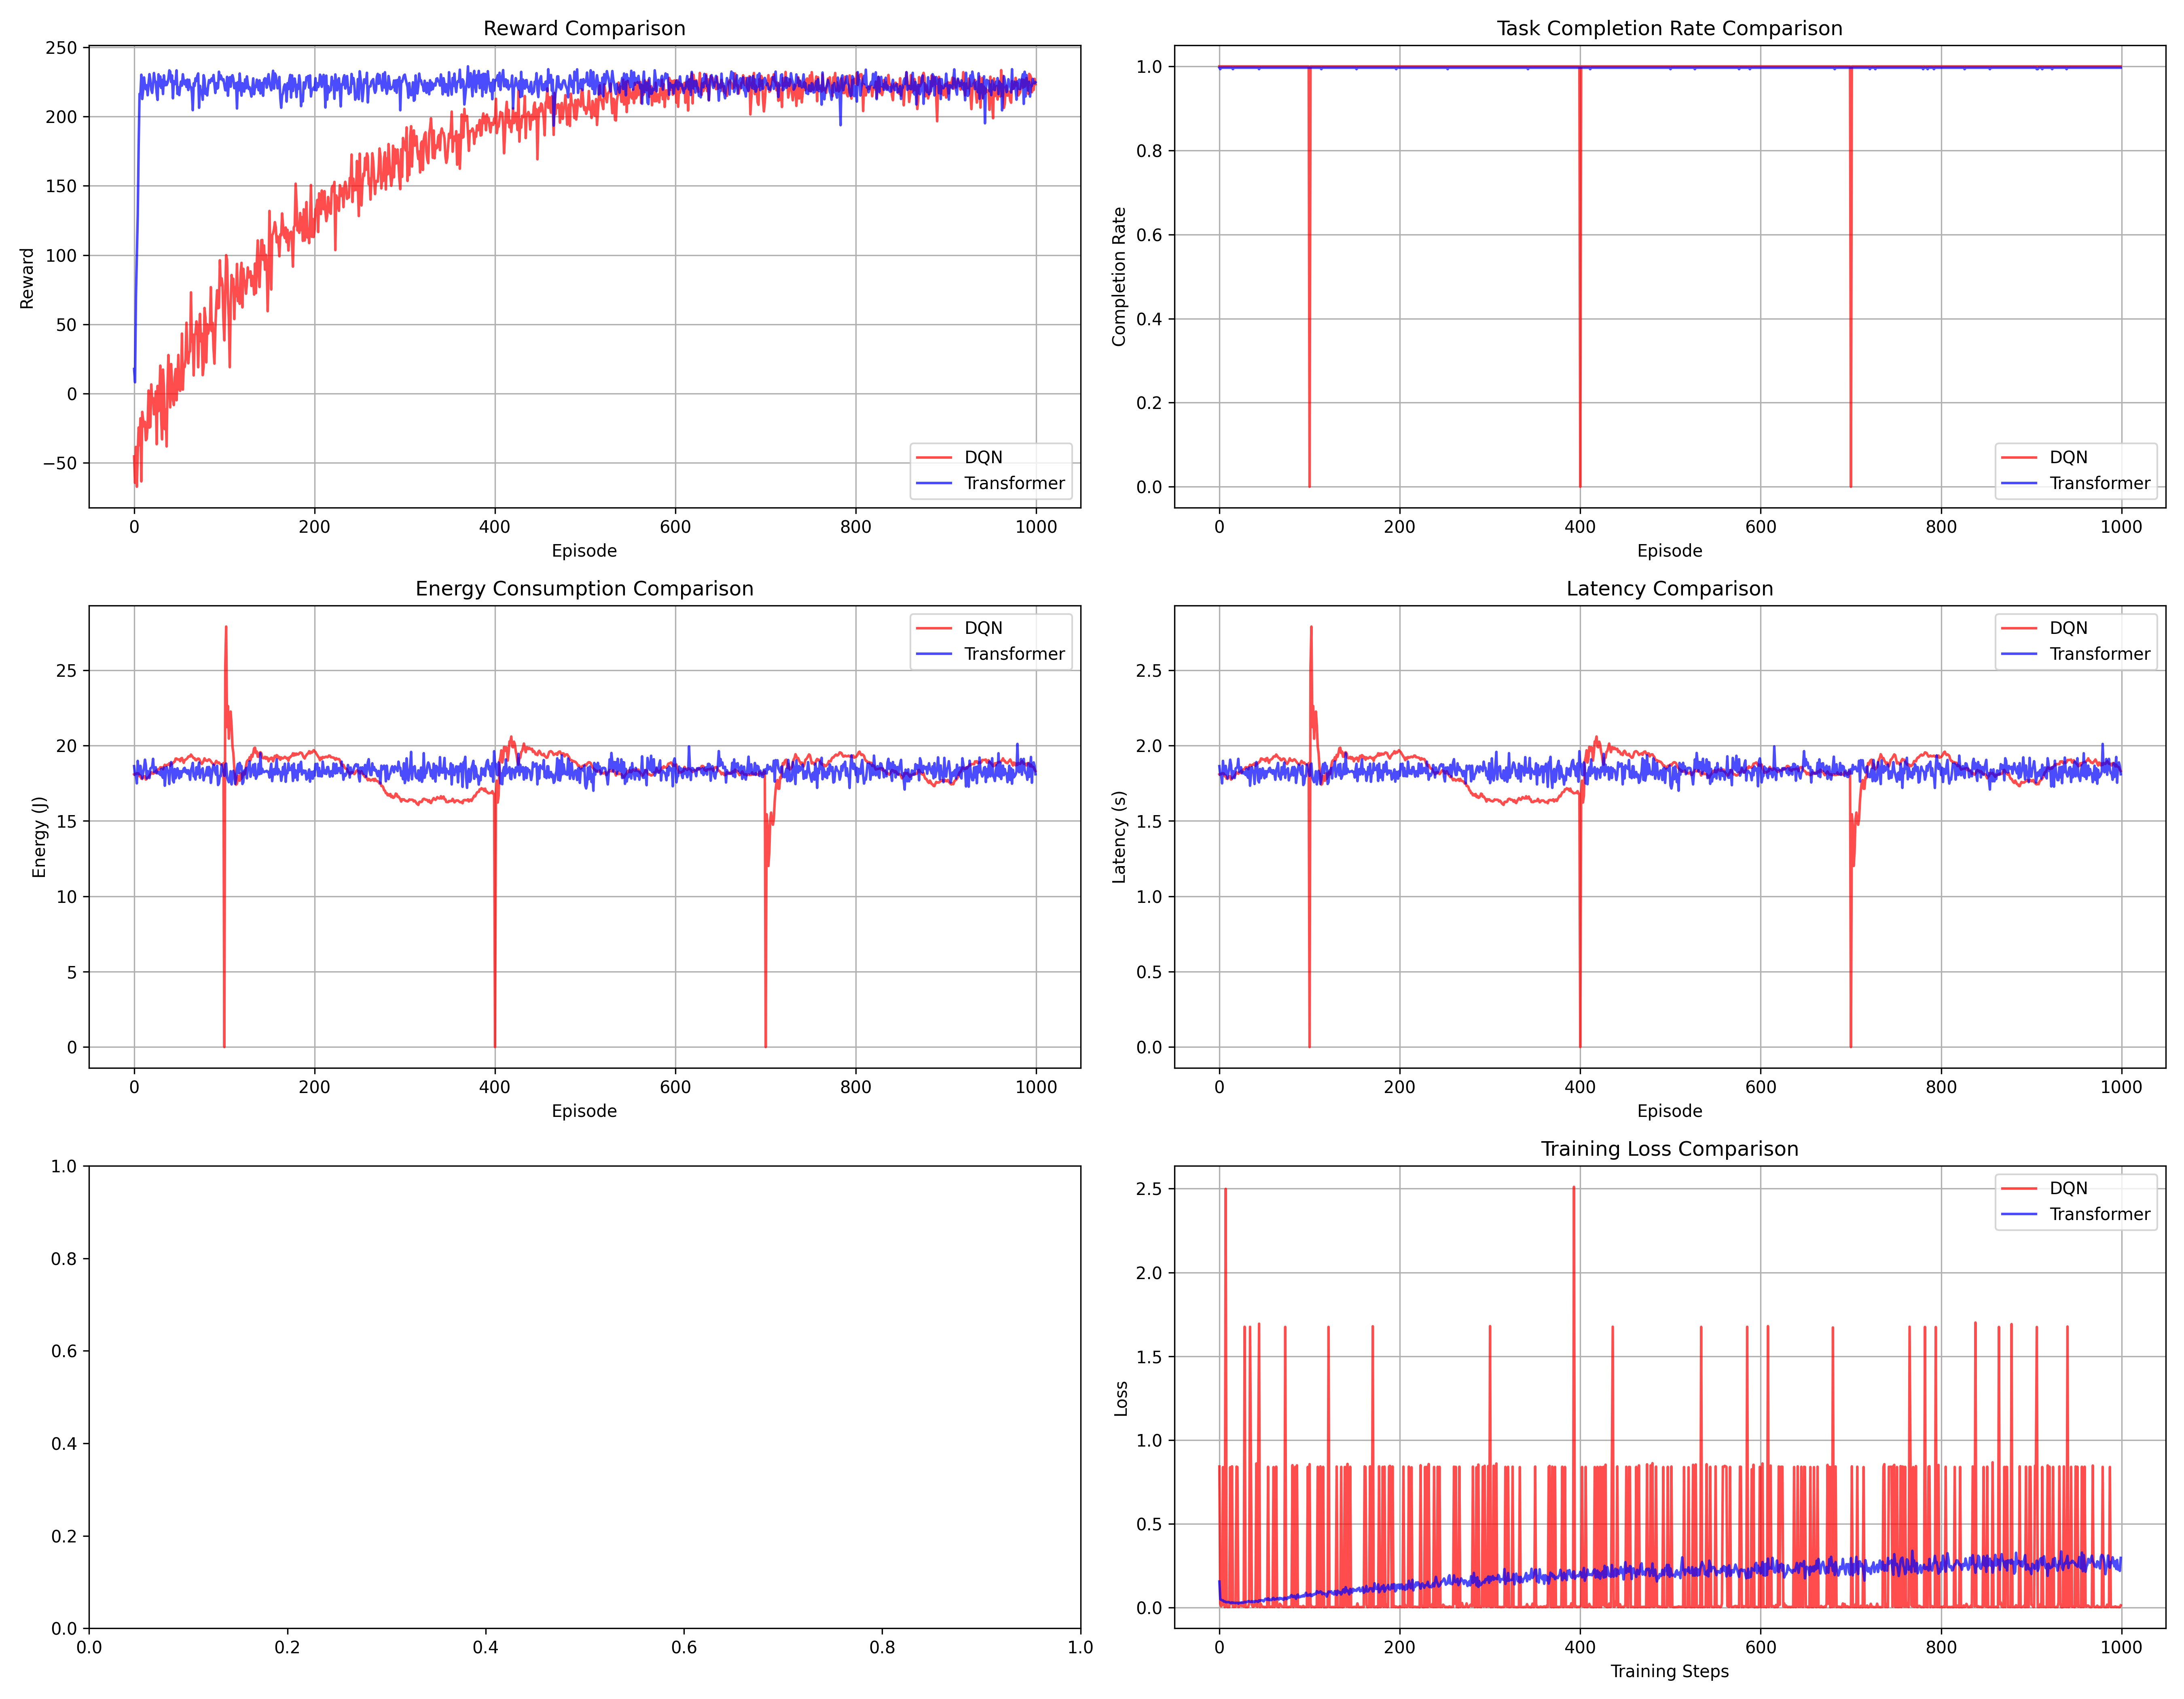 Reward Comparison
250
200
150
100
50
0
−50
Reward
0 200 400 600 800 1000
Episode
DQN
Transformer
Task Completion Rate Comparison
1.0
0.8
0.6
0.4
0.2
0.0
Completion Rate
0 200 400 600 800 1000
Episode
DQN
Transformer
Energy Consumption Comparison
25
20
15
10
5
0
Energy (J)
0 200 400 600 800 1000
Episode
DQN
Transformer
Latency Comparison
2.5
2.0
1.5
1.0
0.5
0.0
Latency (s)
0 200 400 600 800 1000
Episode
DQN
Transformer
1.0
0.8
0.6
0.4
0.2
0.0
0.0 0.2 0.4 0.6 0.8 1.0
Training Loss Comparison
2.5
2.0
1.5
1.0
0.5
0.0
Loss
0 200 400 600 800 1000
Training Steps
DQN
Transformer